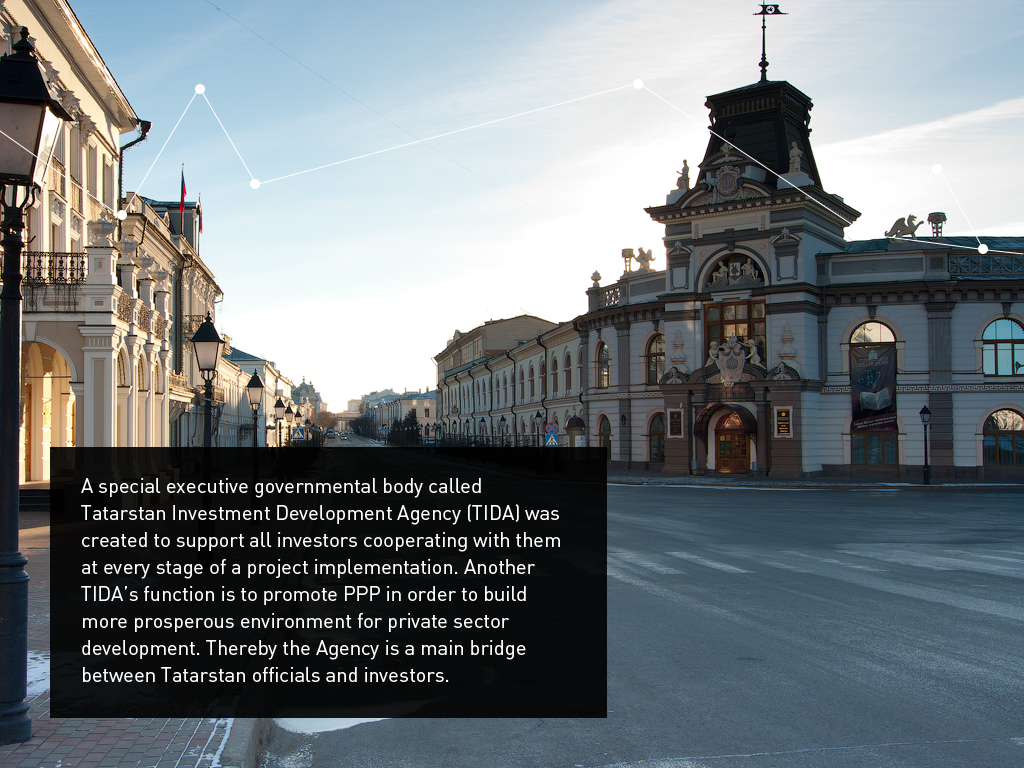 A special executive governmental body called
Tatarstan Investment Development Agency (TIDA) was
created to support all investors cooperating with them
at every stage of a project implementation. Another
TIDA's function is to promote PPP in order to build
more prosperous environment for private sector
development. Thereby the Agency is a main bridge
between Tatarstan officials and investors.